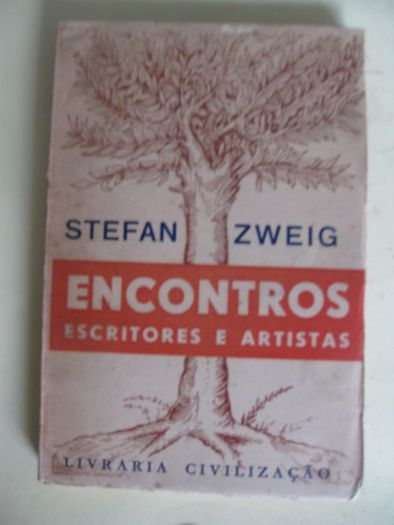 STEFAN ZWEIG
ENCONTROS
ESCRITORES E ARTISTAS
LIVRARIA CIVILIZAÇÃO